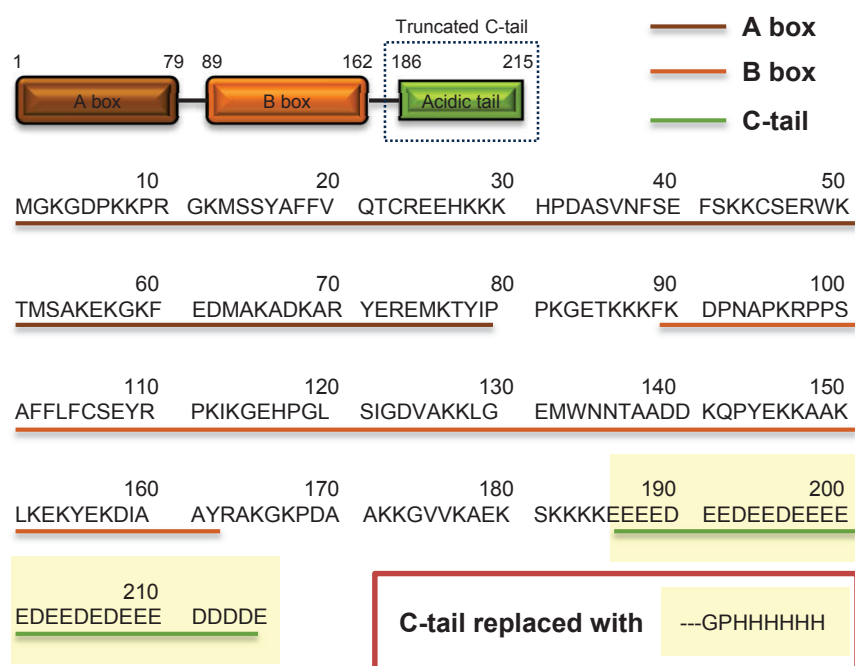 Truncated C-tail
1 79 89 162 186 215
A box B box Acidic tail
A box
B box
C-tail
10 20 30 40 50
MGKGDPKKPR GKMSSYAFFV QTCREEHKKK HPDASVNFSE FSKKCSERWK
60 70 80 90 100
TMSAKEKGKF EDMAKADKAR YEREMKTYIP PKGETKKKFK DPNAPKRPPS
110 120 130 140 150
AFFLFCSEYR PKIKGEHPGL SIGDVAKKLG EMWNNTAADD KQPYEKKAAK
160 170 180 190 200
LKEKYEKDIA AYRAKGKPDA AKKGVVKAEK SKKKKEEEED EEDEEDEEEE
210
EDEEDEDEEE DDDDE
C-tail replaced with ---GPHHHHHH